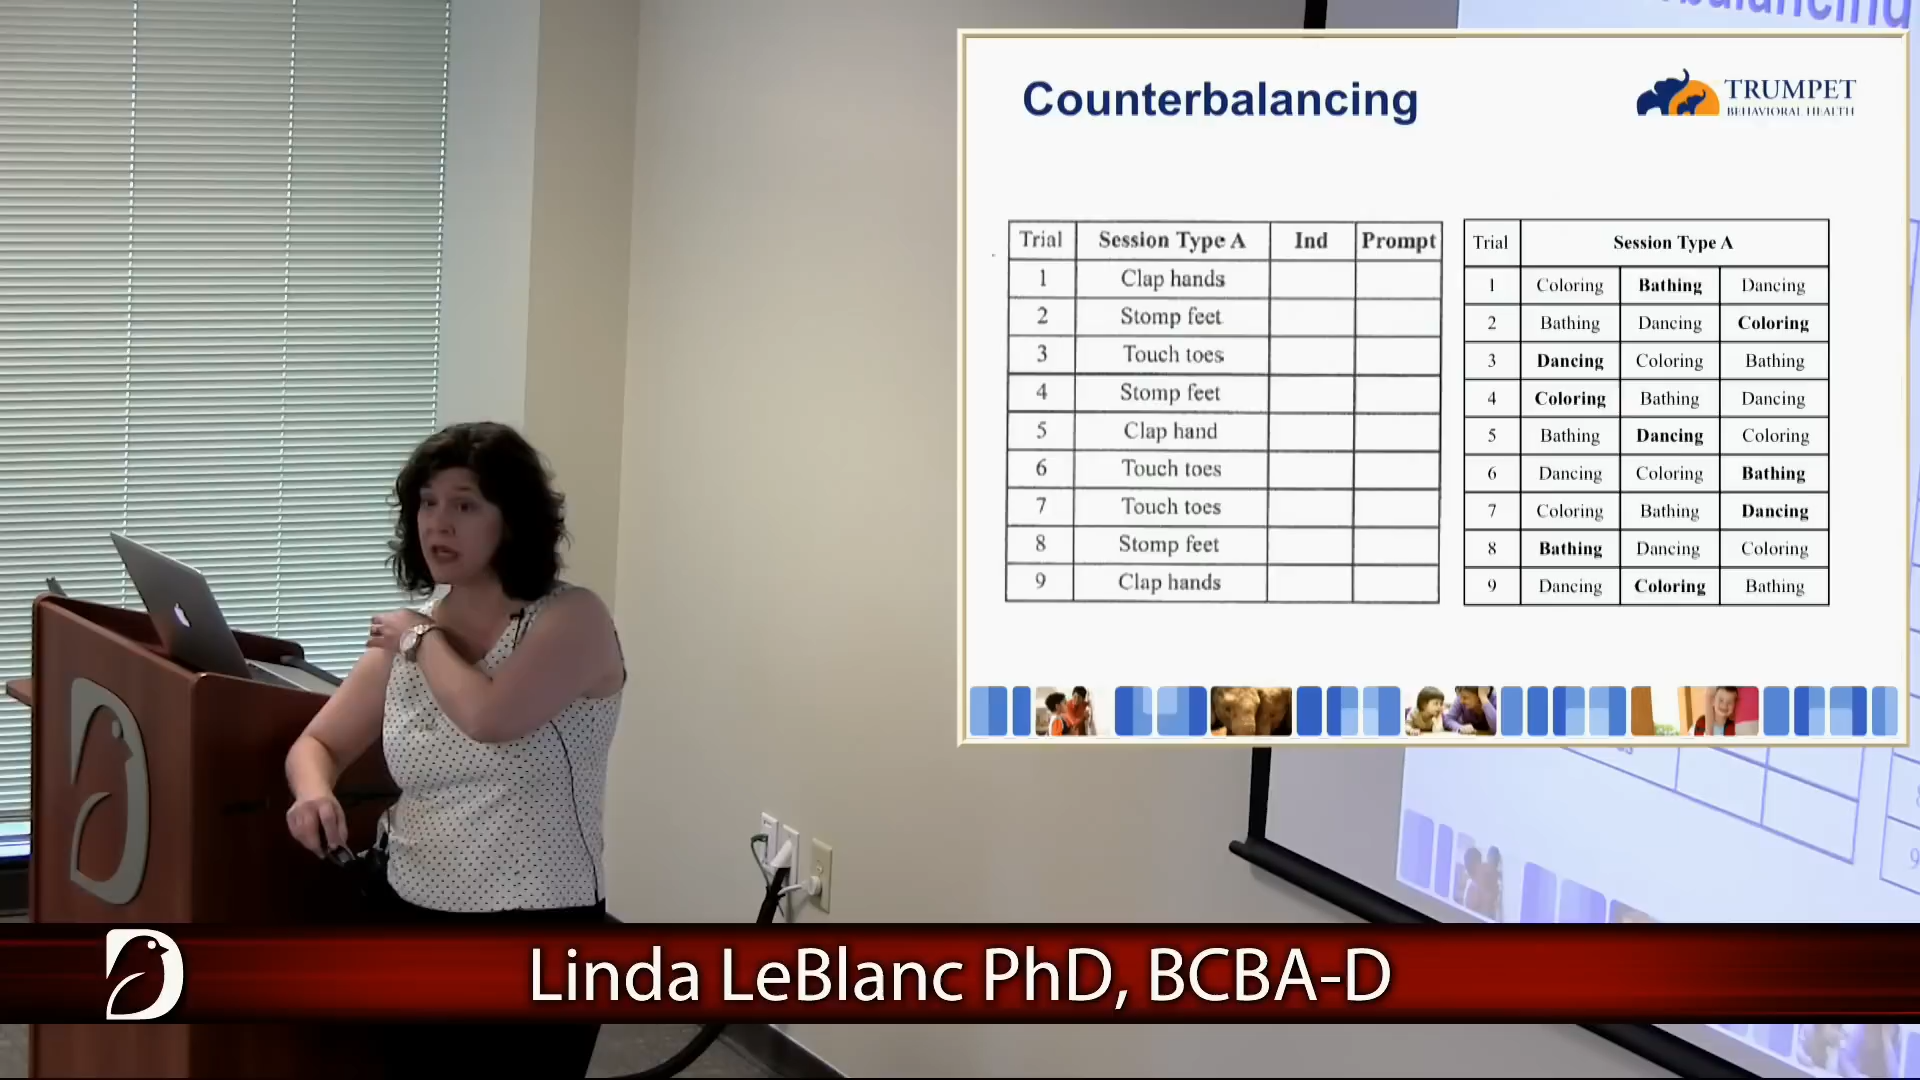 balancing
Counterbalancing
TRUMPET
BEHAVIORAL HEALTH
Trial Session Type A Ind Prompt
1 Clap hands
2 Stomp feet
3 Touch toes
4 Stomp feet
5 Clap hand
6 Touch toes
7 Touch toes
8 Stomp feet
9 Clap hands
Trial Session Type A
1 Coloring Bathing Dancing
2 Bathing Dancing Coloring
3 Dancing Coloring Bathing
4 Coloring Bathing Dancing
5 Bathing Dancing Coloring
6 Dancing Coloring Bathing
7 Coloring Bathing Dancing
8 Bathing Dancing Coloring
9 Dancing Coloring Bathing
9
Linda LeBlanc PhD, BCBA-D